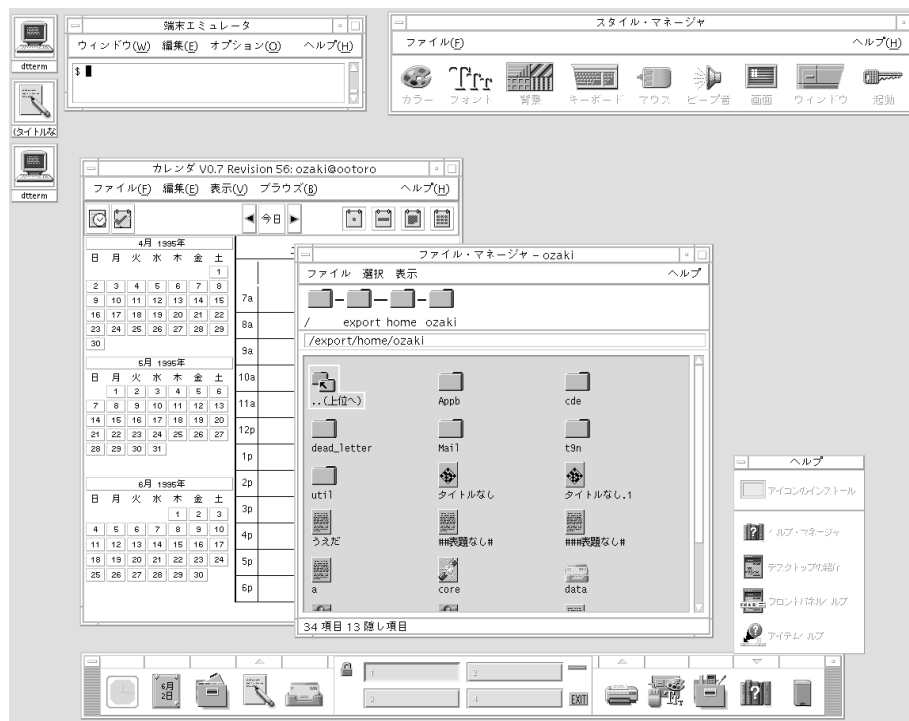 端末エミュレータ
ウィンドウ(W) 編集(E) オプション(O) ヘルプ(H)
$
dtterm
(タイトルな
dtterm
スタイル・マネージャ
ファイル(F) ヘルプ(H)
カラー フォント 背景 キーボード マウス ビープ音 画面 ウィンドウ 起動
カレンダ V0.7 Revision 56: ozaki@ootoro
ファイル(F) 編集(E) 表示(V) ブラウズ(B) ヘルプ(H)
今日
4月 1995年
日 月 火 水 木 金 土
1
2 3 4 5 6 7 8
9 10 11 12 13 14 15
16 17 18 19 20 21 22
23 24 25 26 27 28 29
30
5月 1995年
日 月 火 水 木 金 土
1 2 3 4 5 6
7 8 9 10 11 12 13
14 15 16 17 18 19 20
21 22 23 24 25 26 27
28 29 30 31
6月 1995年
日 月 火 水 木 金 土
1 2 3
4 5 6 7 8 9 10
11 12 13 14 15 16 17
18 19 20 21 22 23 24
25 26 27 28 29 30
7a
8a
9a
10a
11a
12p
1p
2p
3p
4p
5p
6p
ファイル・マネージャ – ozaki
ファイル 選択 表示 ヘルプ
/ export home ozaki
/export/home/ozaki
..(上位へ) Appb cde
dead_letter Mail t9n
util タイトルなし タイトルなし.1
うえだ ##表題なし# ###表題なし#
a core data
34 項目 13 隠し項目
ヘルプ
アイコンのインストール
ヘルプ・マネージャ
デスクトップの紹介
フロントパネルヘルプ
アイテムヘルプ
6月
2日
1 2
3 4
EXIT